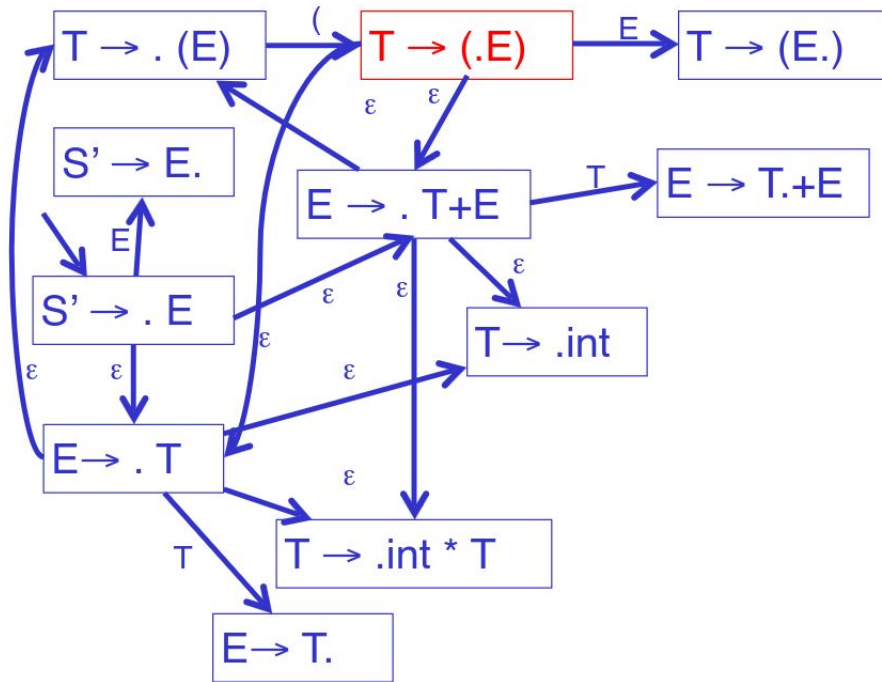 T → . (E)
(
T → (.E)
E
T → (E.)
ε
ε
S’ → E.
E → . T+E
T
E → T.+E
E
S’ → . E
ε
ε
ε
T → .int
ε
ε
ε
ε
E → . T
ε
T → .int * T
T
E → T.